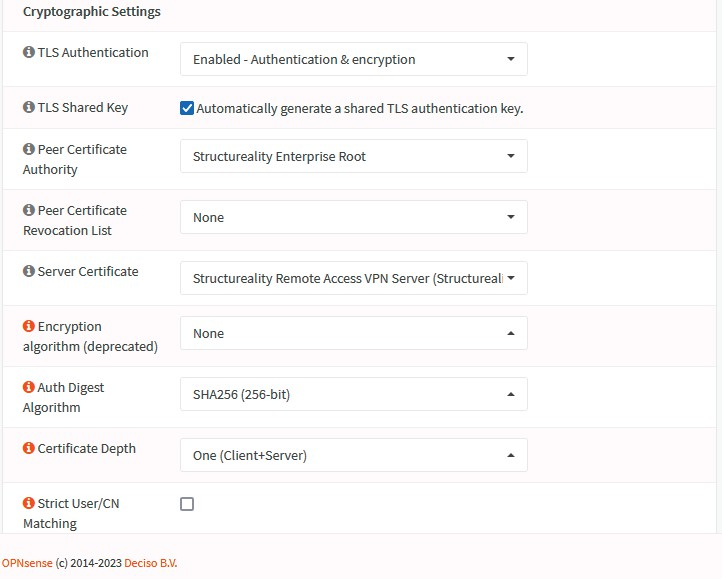 Cryptographic Settings
TLS Authentication
Enabled - Authentication & encryption
TLS Shared Key
Automatically generate a shared TLS authentication key.
Peer Certificate
Authority
Structureality Enterprise Root
Peer Certificate
Revocation List
None
Server Certificate
Structureality Remote Access VPN Server (Structureali
Encryption
algorithm (deprecated)
None
Auth Digest
Algorithm
SHA256 (256-bit)
Certificate Depth
One (Client+Server)
Strict User/CN
Matching
OPNsense (c) 2014-2023 Deciso B.V.